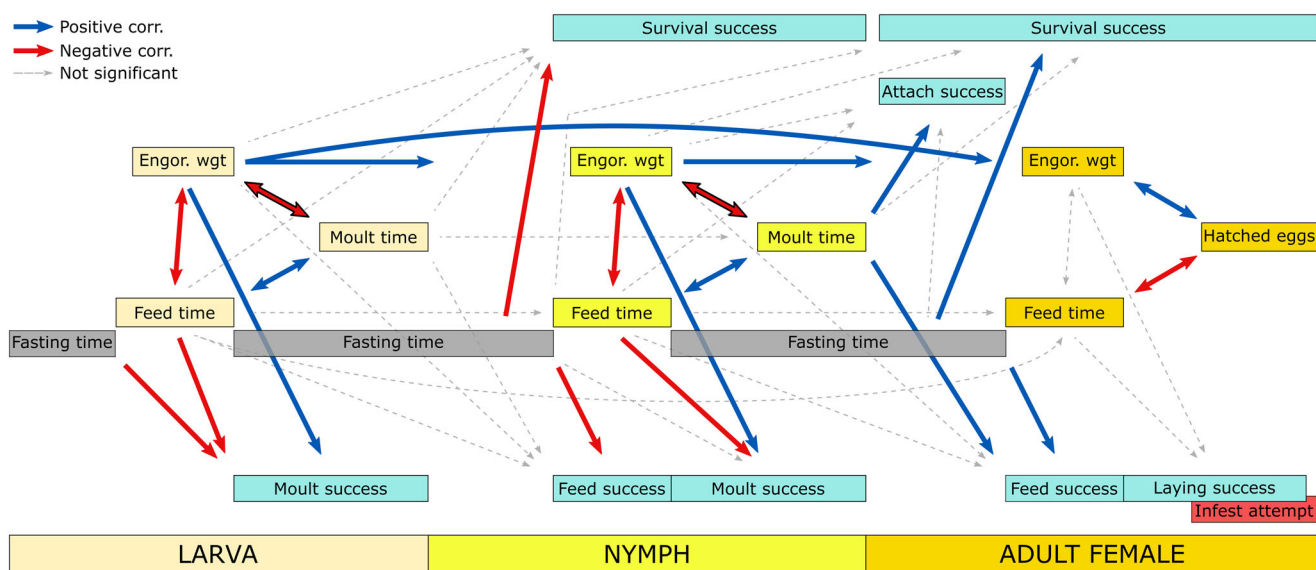 Positive corr.
Negative corr.
Not significant
Survival success
Survival success
Attach success
Engor. wgt
Engor. wgt
Engor. wgt
Moult time
Moult time
Hatched eggs
Feed time
Feed time
Feed time
Fasting time
Fasting time
Fasting time
Moult success
Feed success
Moult success
Feed success
Laying success
Infest attempt
LARVA
NYMPH
ADULT FEMALE